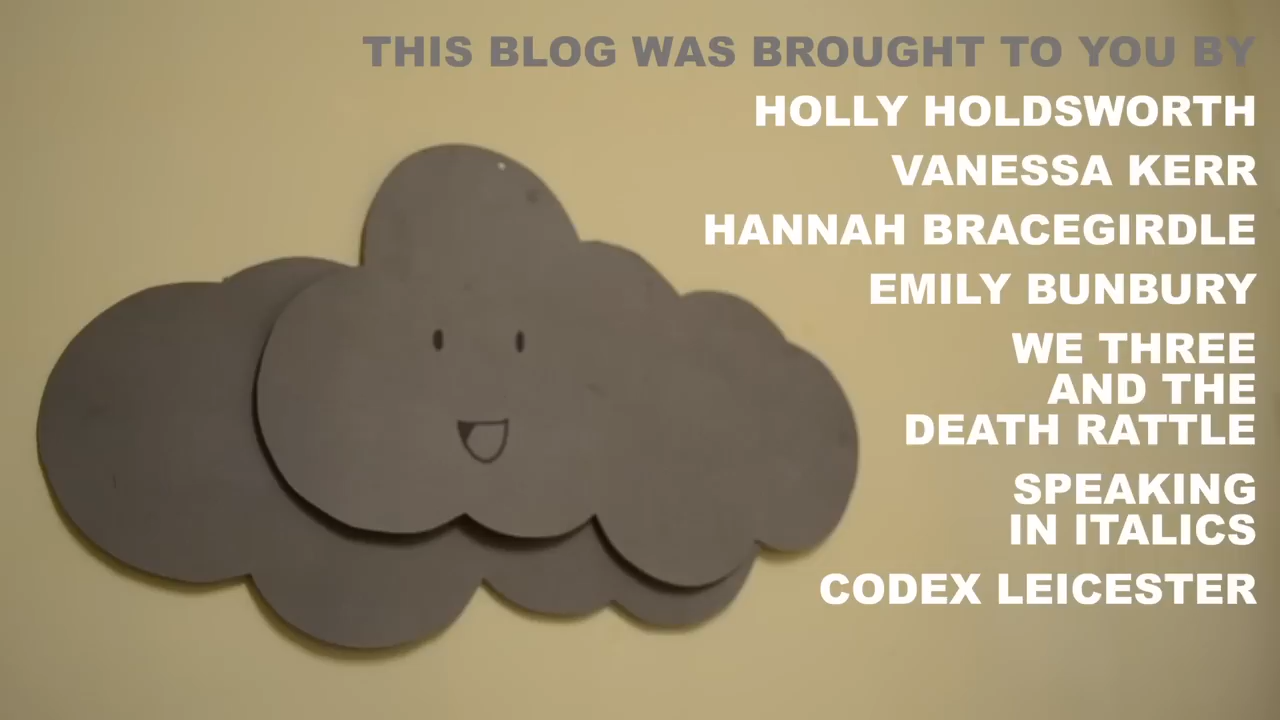 THIS BLOG WAS BROUGHT TO YOU BY
HOLLY HOLDSWORTH
VANESSA KERR
HANNAH BRACEGIRDLE
EMILY BUNBURY
WE THREE
AND THE
DEATH RATTLE
SPEAKING
IN ITALICS
CODEX LEICESTER